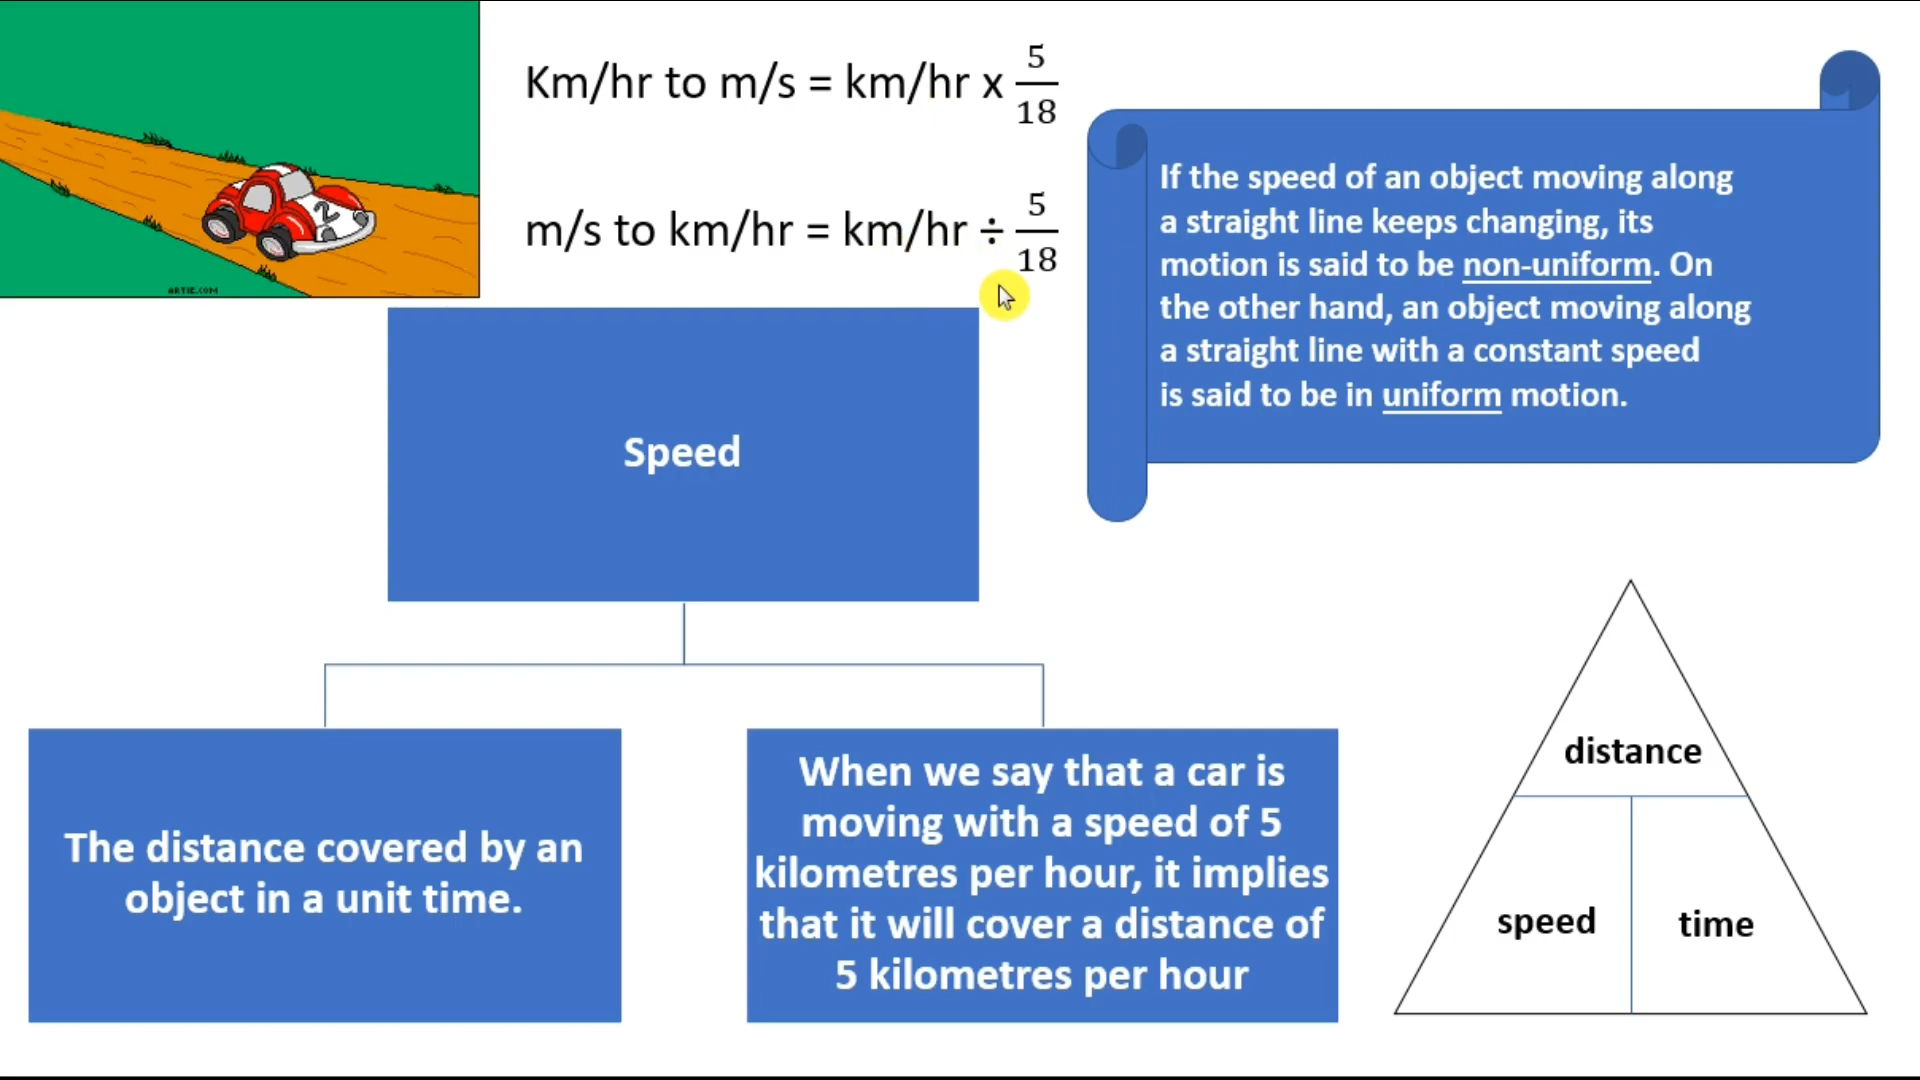 Km/hr to m/s = km/hr x 5/18
m/s to km/hr = km/hr ÷ 5/18
2
ARTIE.COM
If the speed of an object moving along
a straight line keeps changing, its
motion is said to be non-uniform. On
the other hand, an object moving along
a straight line with a constant speed
is said to be in uniform motion.
Speed
The distance covered by an
object in a unit time.
When we say that a car is
moving with a speed of 5
kilometres per hour, it implies
that it will cover a distance of
5 kilometres per hour
distance
speed
time